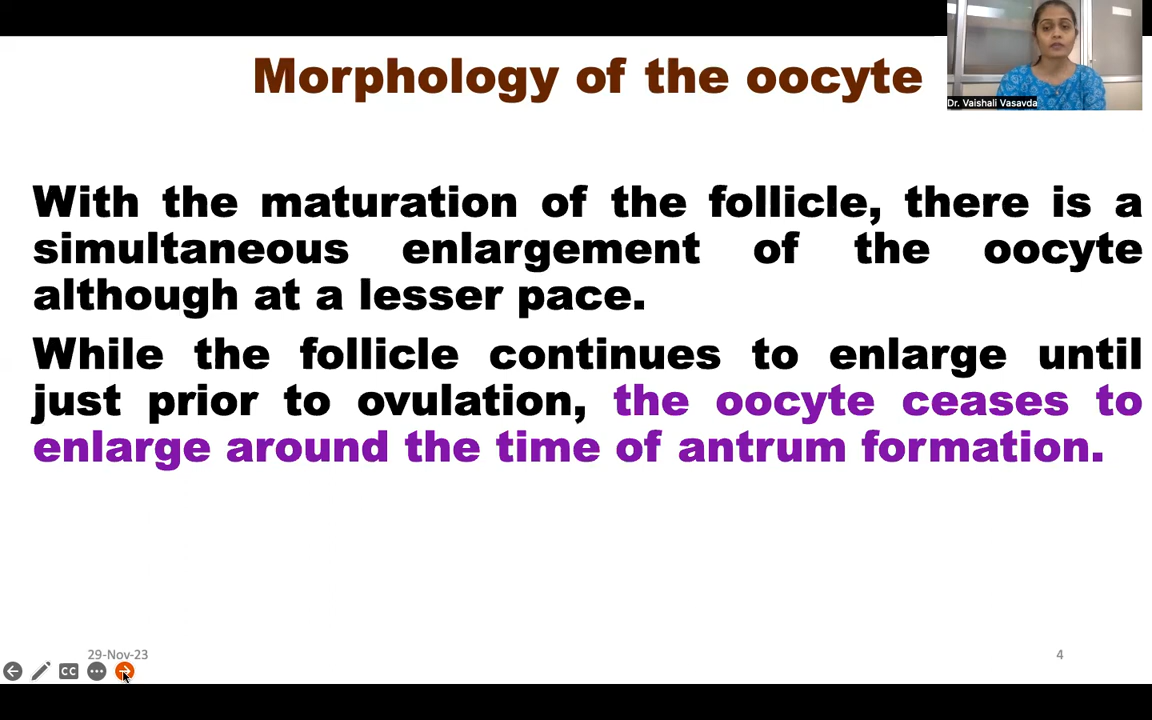 Morphology of the oocyte
Dr. Vaishali Vasavda
With the maturation of the follicle, there is a
simultaneous enlargement of the oocyte
although at a lesser pace.
While the follicle continues to enlarge until
just prior to ovulation, the oocyte ceases to
enlarge around the time of antrum formation.
29-Nov-23
4
CC